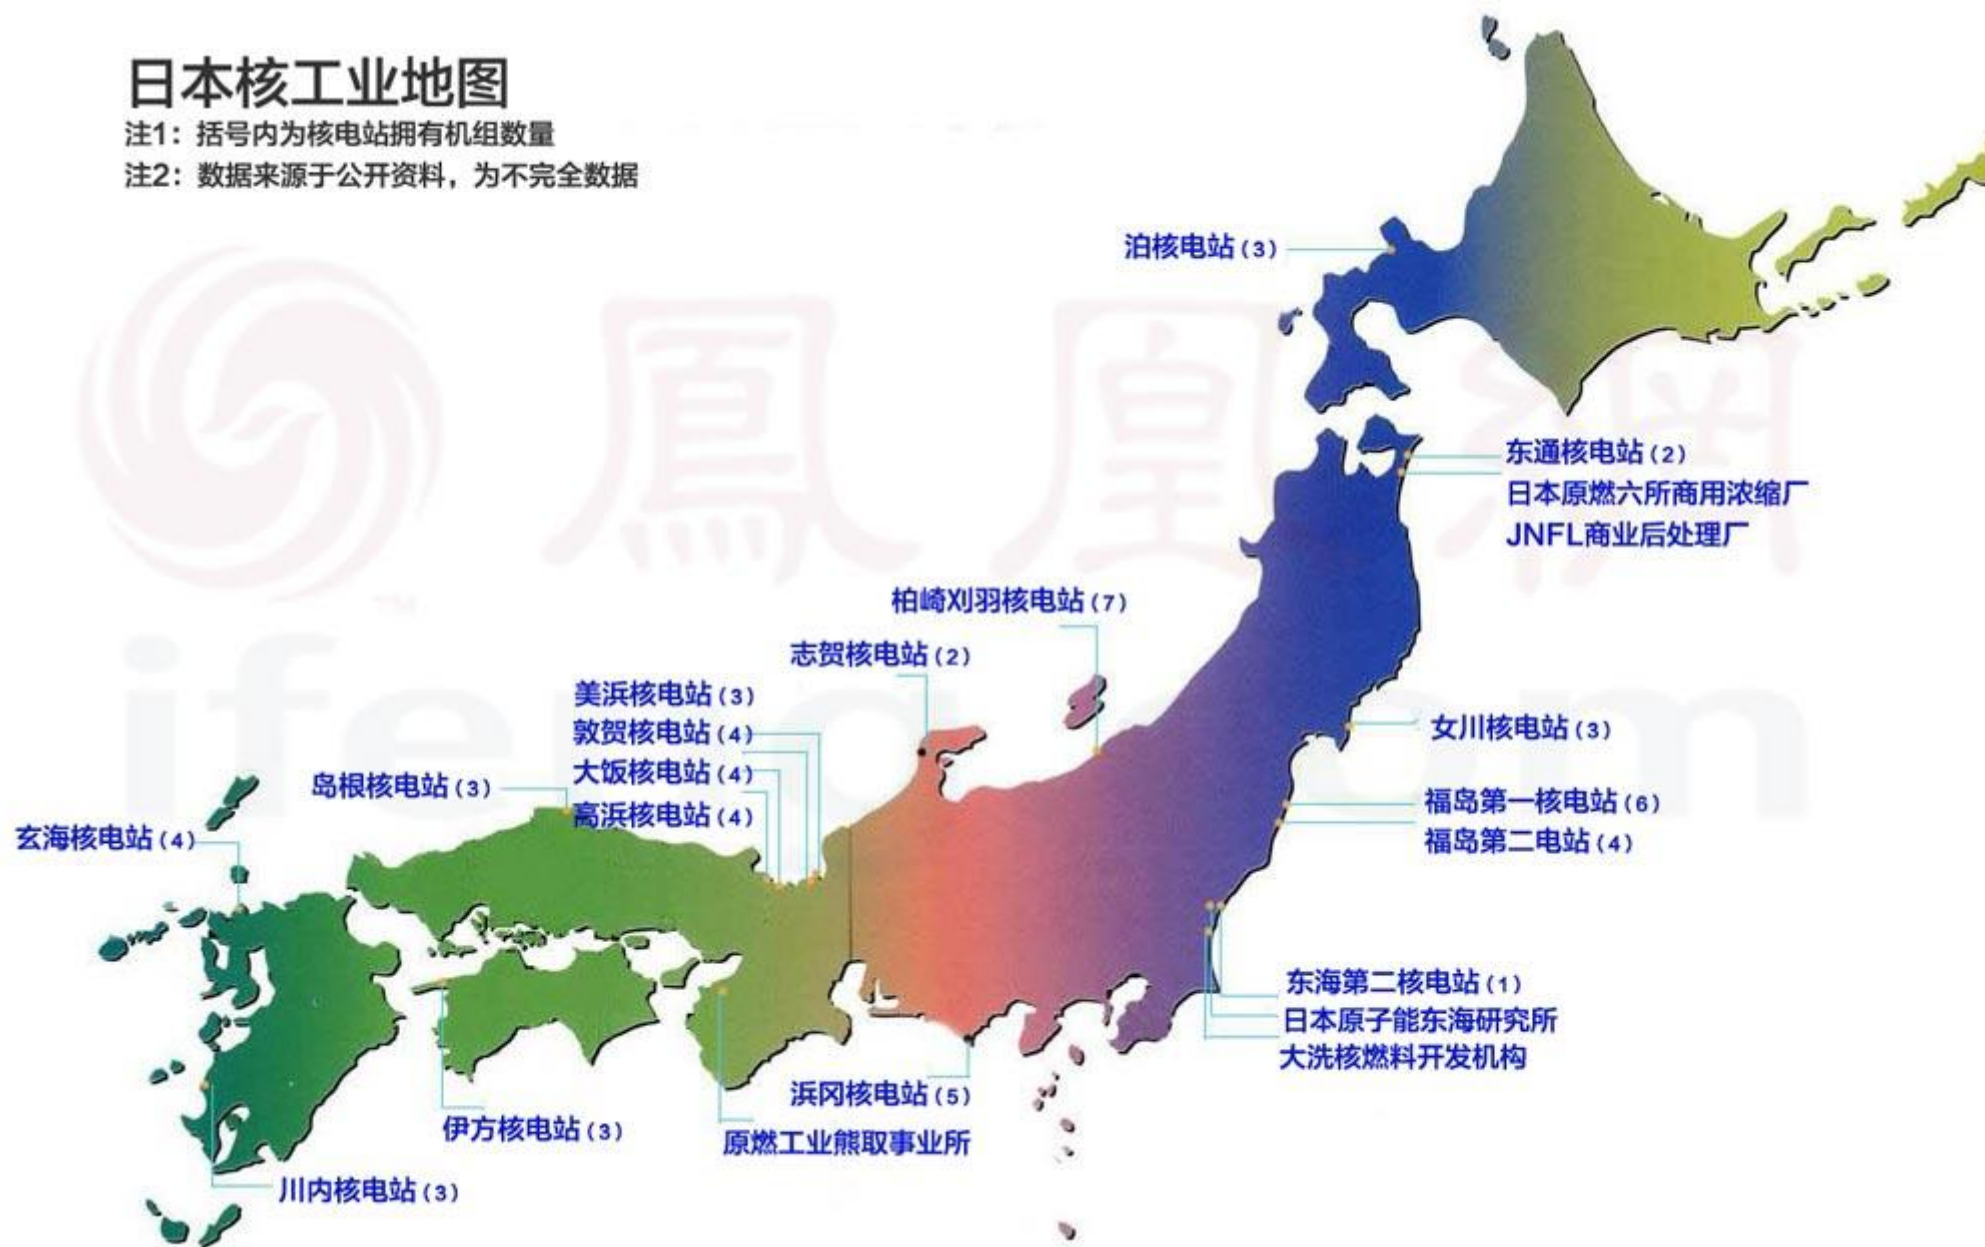 日本核工业地图
注1：括号内为核电站拥有机组数量
注2：数据来源于公开资料，为不完全数据
鳳凰網
TM
ifeng.com
泊核电站(3)
东通核电站(2)
日本原燃六所商用浓缩厂
JNFL商业后处理厂
柏崎刈羽核电站(7)
志贺核电站(2)
美浜核电站(3)
敦贺核电站(4)
大饭核电站(4)
高浜核电站(4)
岛根核电站(3)
玄海核电站(4)
女川核电站(3)
福岛第一核电站(6)
福岛第二电站(4)
东海第二核电站(1)
日本原子能东海研究所
大洗核燃料开发机构
浜冈核电站(5)
原燃工业熊取事业所
伊方核电站(3)
川内核电站(3)